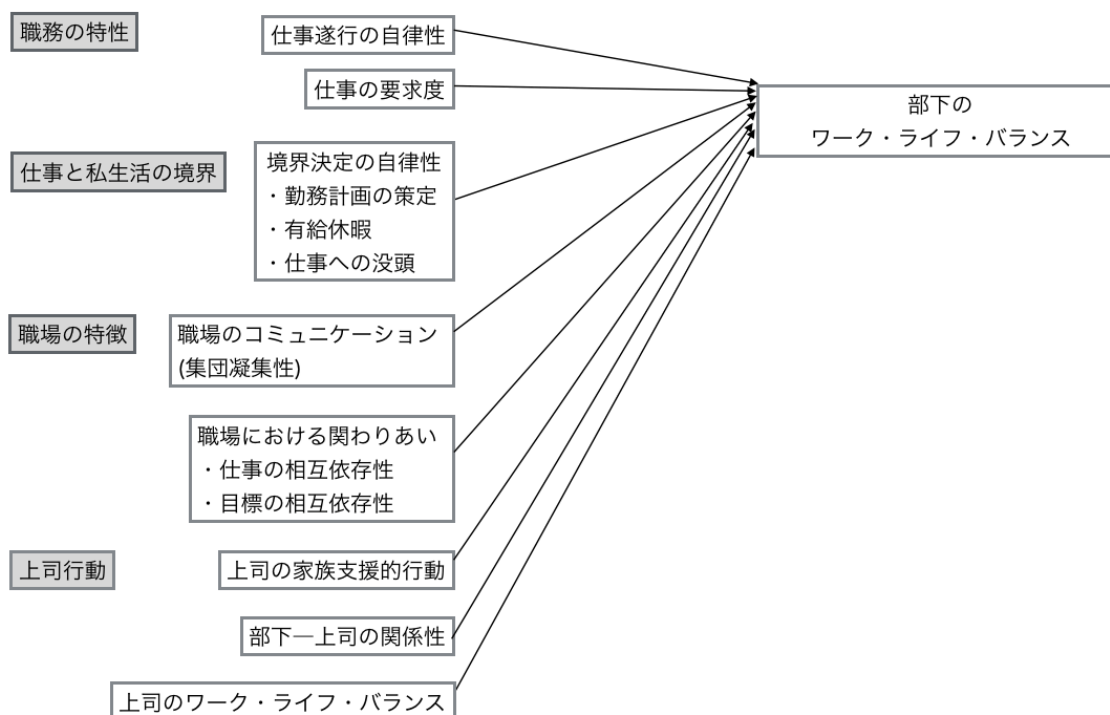 職務の特性
仕事遂行の自律性
仕事の要求度
部下の
ワーク・ライフ・バランス
仕事と私生活の境界
境界決定の自律性
・勤務計画の策定
・有給休暇
・仕事への没頭
職場の特徴
職場のコミュニケーション
(集団凝集性)
職場における関わりあい
・仕事の相互依存性
・目標の相互依存性
上司行動
上司の家族支援的行動
部下―上司の関係性
上司のワーク・ライフ・バランス